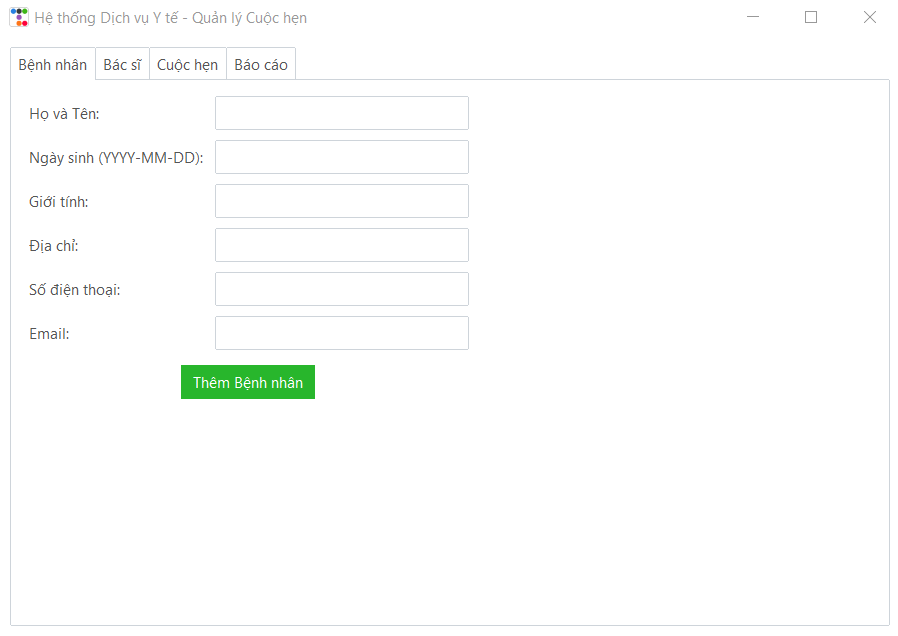 Hệ thống Dịch vụ Y tế - Quản lý Cuộc hẹn
Bệnh nhân Bác sĩ Cuộc hẹn Báo cáo
Họ và Tên:
Ngày sinh (YYYY-MM-DD):
Giới tính:
Địa chỉ:
Số điện thoại:
Email:
Thêm Bệnh nhân